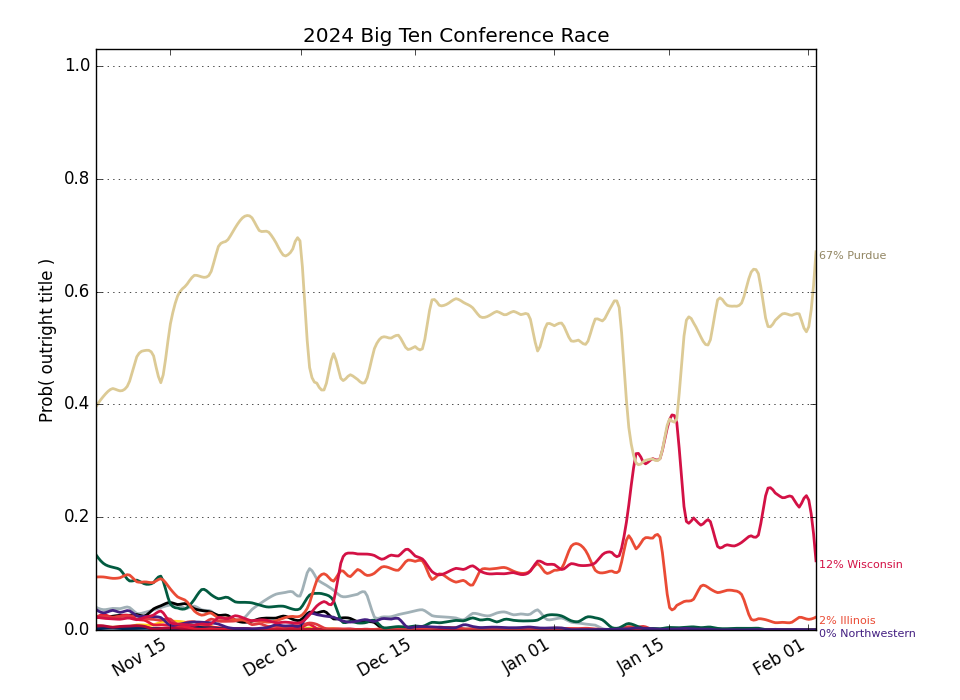 2024 Big Ten Conference Race
1.0
0.8
0.6
0.4
0.2
0.0
Prob( outright title )
67% Purdue
12% Wisconsin
2% Illinois
0% Northwestern
Nov 15
Dec 01
Dec 15
Jan 01
Jan 15
Feb 01